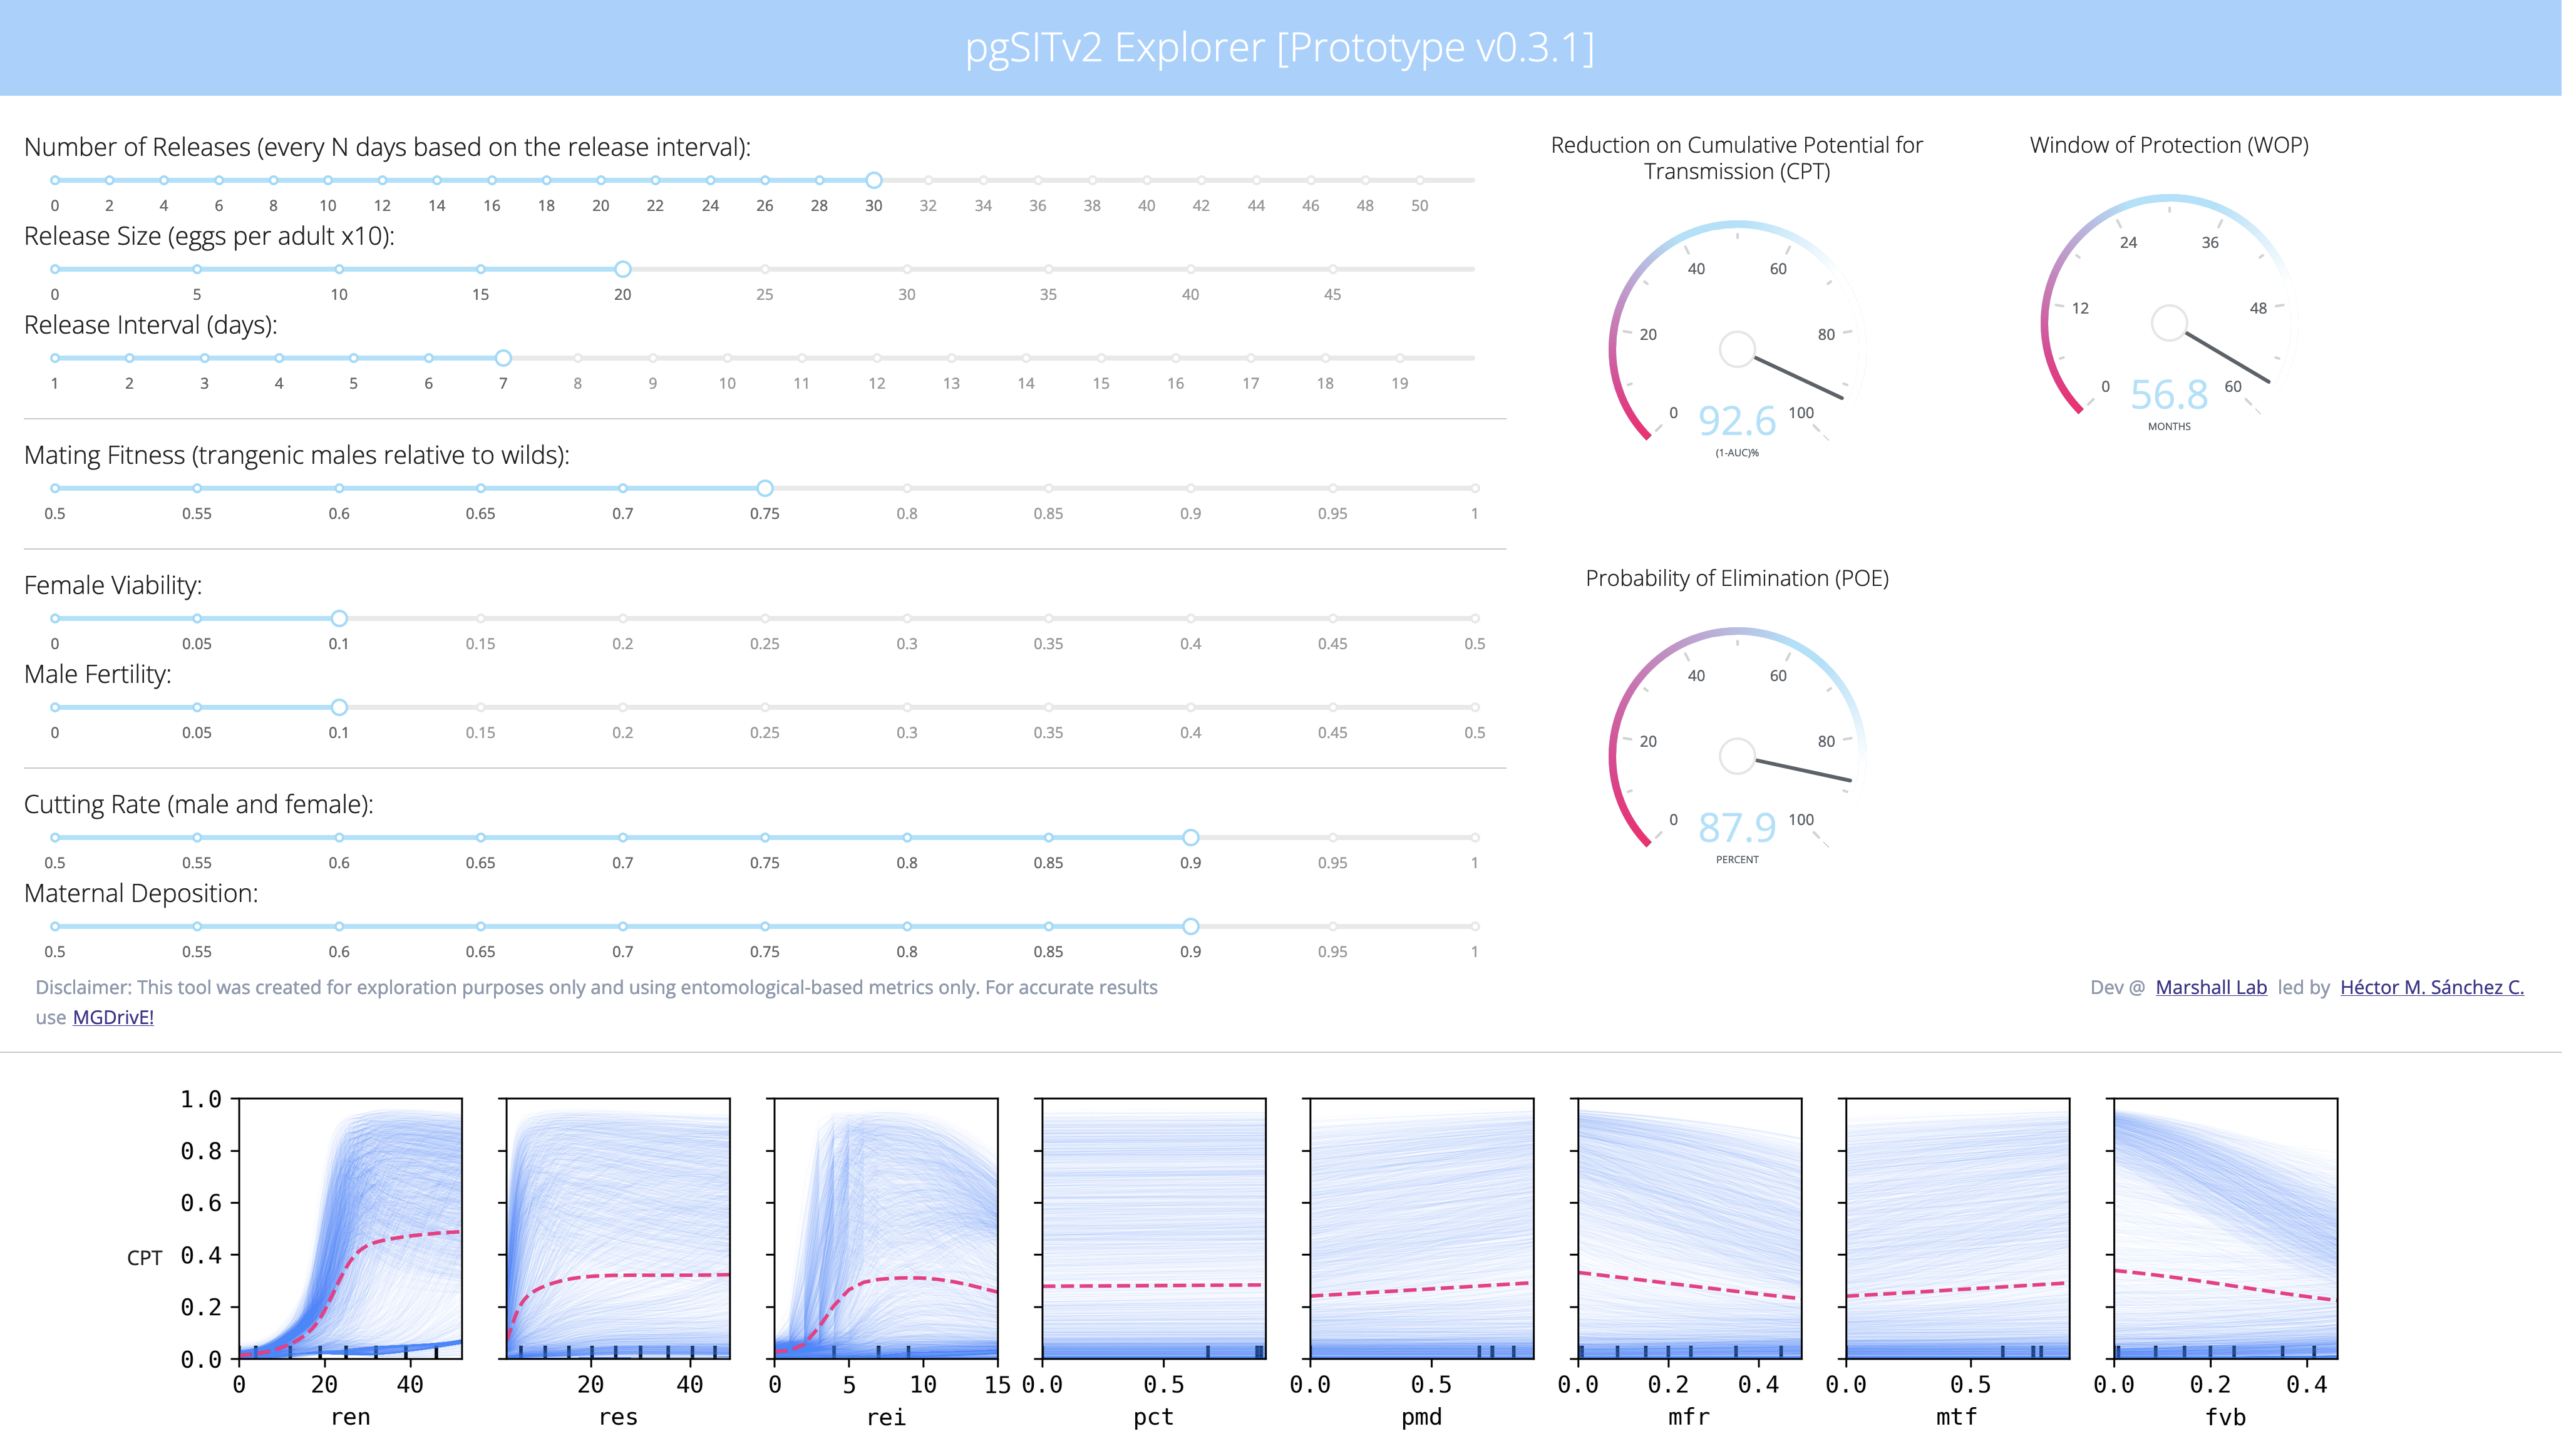 pgSITv2 Explorer [Prototype v0.3.1]
Number of Releases (every N days based on the release interval):
0 2 4 6 8 10 12 14 16 18 20 22 24 26 28 30 32 34 36 38 40 42 44 46 48 50
Release Size (eggs per adult x10):
0 5 10 15 20 25 30 35 40 45
Release Interval (days):
1 2 3 4 5 6 7 8 9 10 11 12 13 14 15 16 17 18 19
Mating Fitness (trangenic males relative to wilds):
0.5 0.55 0.6 0.65 0.7 0.75 0.8 0.85 0.9 0.95 1
Female Viability:
0 0.05 0.1 0.15 0.2 0.25 0.3 0.35 0.4 0.45 0.5
Male Fertility:
0 0.05 0.1 0.15 0.2 0.25 0.3 0.35 0.4 0.45 0.5
Cutting Rate (male and female):
0.5 0.55 0.6 0.65 0.7 0.75 0.8 0.85 0.9 0.95 1
Maternal Deposition:
0.5 0.55 0.6 0.65 0.7 0.75 0.8 0.85 0.9 0.95 1
Reduction on Cumulative Potential for
Transmission (CPT)
40 60
20 80
0 92.6 100
(1-AUC)%
Window of Protection (WOP)
24 36
12 48
0 56.8 60
MONTHS
Probability of Elimination (POE)
40 60
20 80
0 87.9 100
PERCENT
Disclaimer: This tool was created for exploration purposes only and using entomological-based metrics only. For accurate results
use MGDrivE!
Dev @ Marshall Lab led by Héctor M. Sánchez C.
1.0
0.8
0.6
CPT 0.4
0.2
0.0
0 20 40 20 40 0 5 10 15 0.0 0.5 0.0 0.5 0.0 0.2 0.4 0.0 0.5 0.0 0.2 0.4
ren res rei pct pmd mfr mtf fvb